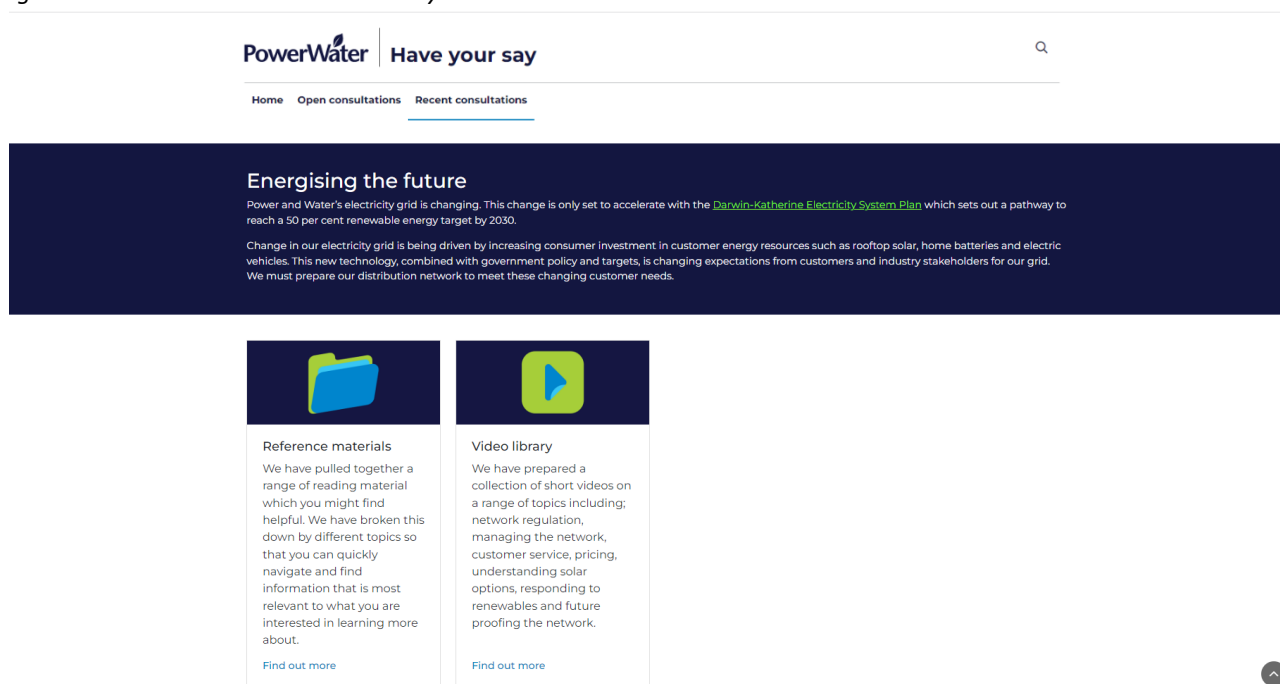 PowerWater
Have your say
Home Open consultations Recent consultations
Energising the future
Power and Water's electricity grid is changing. This change is only set to accelerate with the Darwin-Katherine Electricity System Plan which sets out a pathway to
reach a 50 per cent renewable energy target by 2030.
Change in our electricity grid is being driven by increasing consumer investment in customer energy resources such as rooftop solar, home batteries and electric
vehicles. This new technology, combined with government policy and targets, is changing expectations from customers and industry stakeholders for our grid.
We must prepare our distribution network to meet these changing customer needs.
Reference materials
We have pulled together a
range of reading material
which you might find
helpful. We have broken this
down by different topics so
that you can quickly
navigate and find
information that is most
relevant to what you are
interested in learning more
about.
Find out more
Video library
We have prepared a
collection of short videos on
a range of topics including;
network regulation,
managing the network,
customer service, pricing,
understanding solar
options, responding to
renewables and future
proofing the network.
Find out more